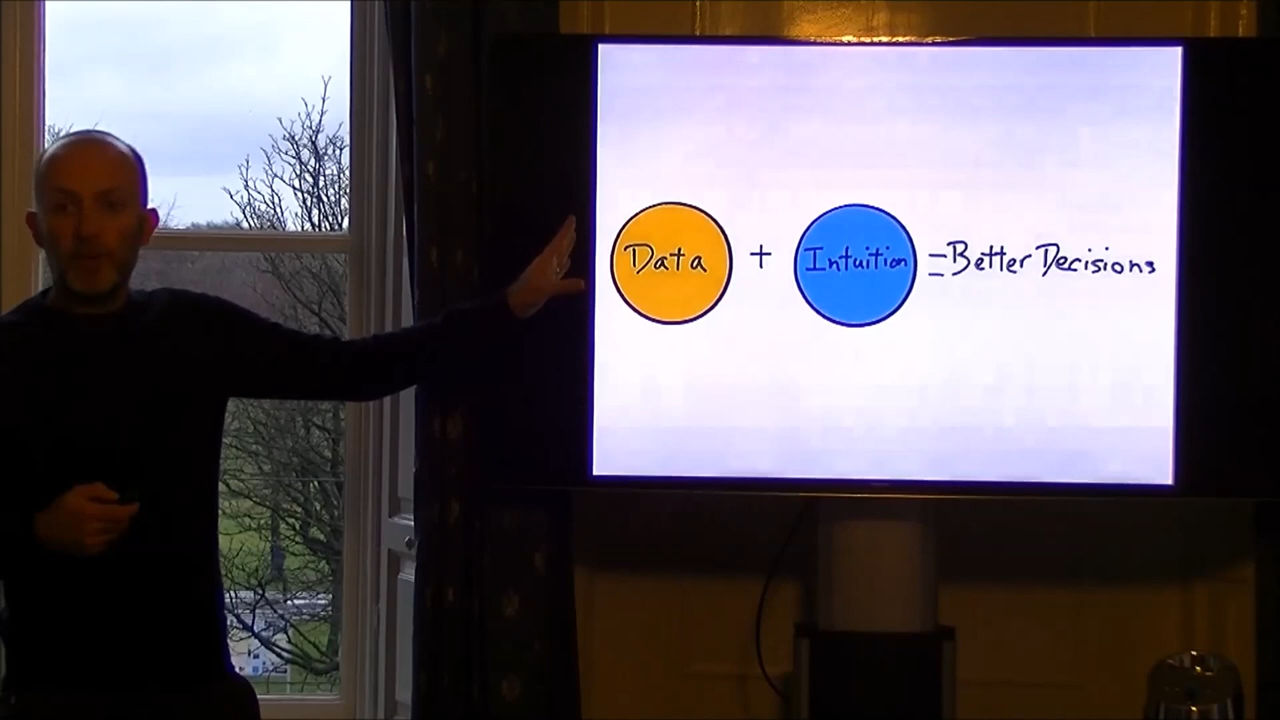 Data + Intuition = Better Decisions